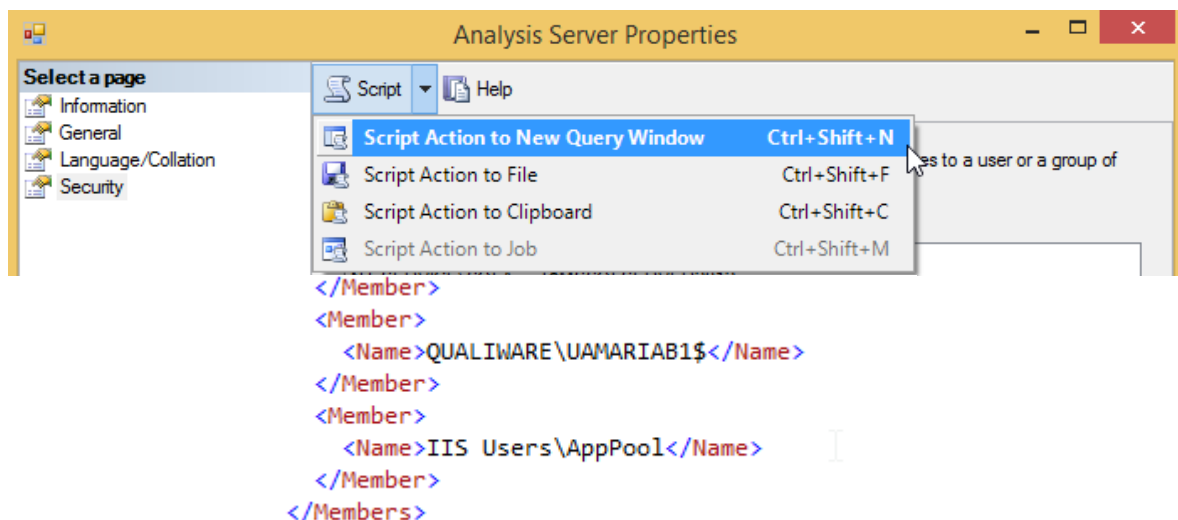 Analysis Server Properties
Select a page
Script Help
Information
General
Language/Collation
Security
Script Action to New Query Window Ctrl+Shift+N
es to a user or a group of
Script Action to File Ctrl+Shift+F
Script Action to Clipboard Ctrl+Shift+C
Script Action to Job Ctrl+Shift+M
</Member>
<Member>
<Name>QUALIWARE\UAMARIAB1$</Name>
</Member>
<Member>
<Name>IIS Users\AppPool</Name>
</Member>
</Members>